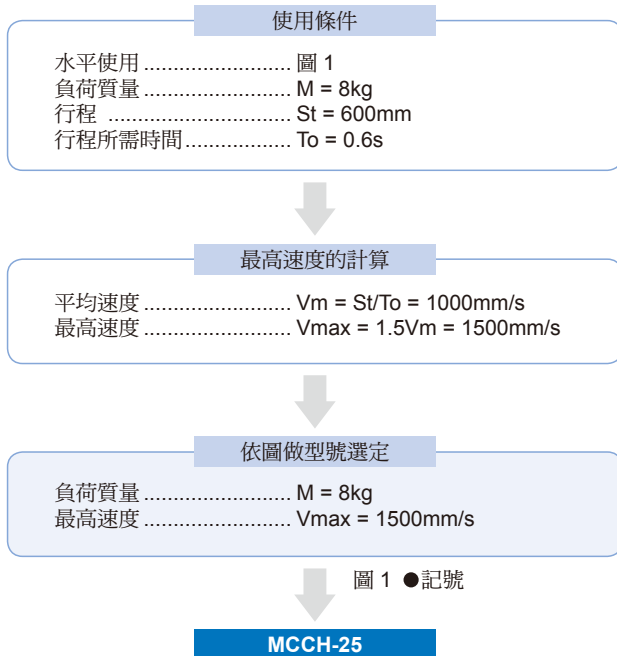 使用條件
水平使用 ......................... 圖 1
負荷質量 ......................... M = 8kg
行程 ............................... St = 600mm
行程所需時間.................. To = 0.6s
最高速度的計算
平均速度 ......................... Vm = St/To = 1000mm/s
最高速度 ......................... Vmax = 1.5Vm = 1500mm/s
依圖做型號選定
負荷質量 ......................... M = 8kg
最高速度 ......................... Vmax = 1500mm/s
圖 1 ●記號
MCCH-25